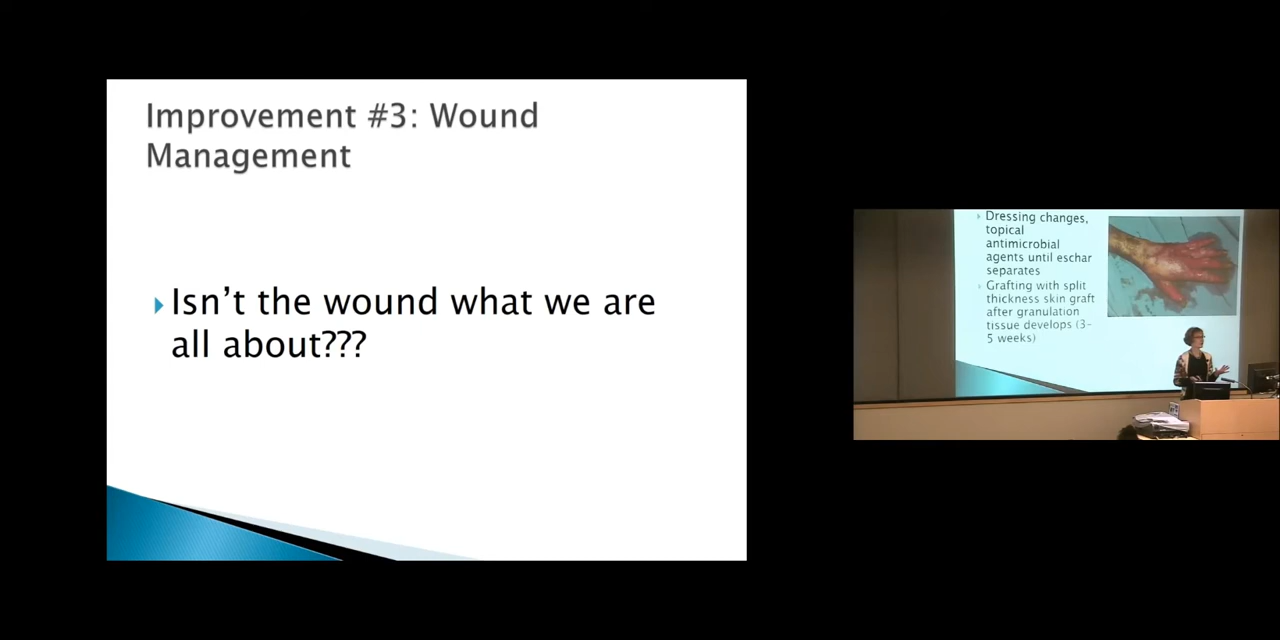 Improvement #3: Wound
Management
Isn't the wound what we are
all about???
Dressing changes,
topical
antimicrobial
agents until eschar
separates
Grafting with split
thickness skin graft
after granulation
tissue develops (3-
5 weeks)